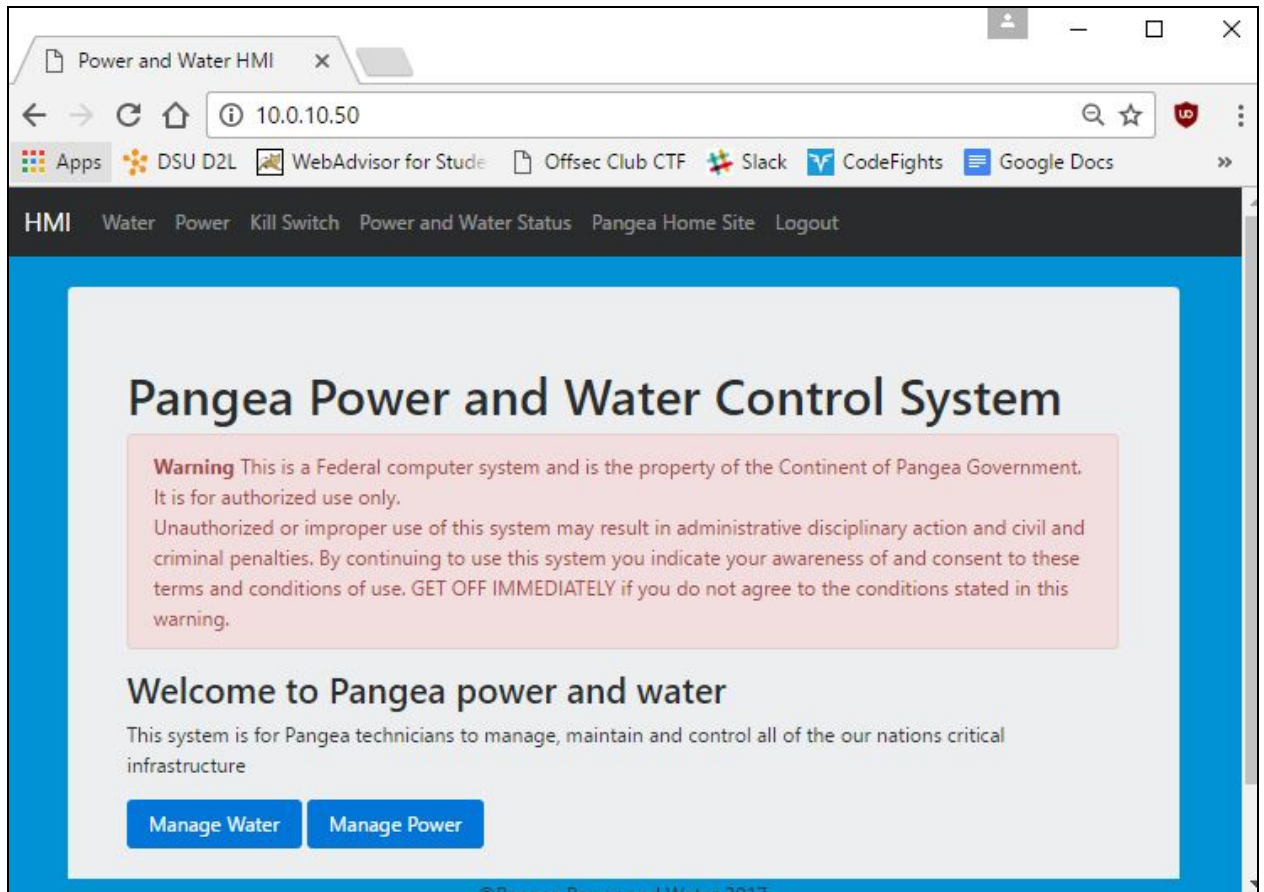 Power and Water HMI
10.0.10.50
Apps DSU D2L WebAdvisor for Stude Offsec Club CTF Slack CodeFights Google Docs »
HMI Water Power Kill Switch Power and Water Status Pangea Home Site Logout
Pangea Power and Water Control System
Warning This is a Federal computer system and is the property of the Continent of Pangea Government.
It is for authorized use only.
Unauthorized or improper use of this system may result in administrative disciplinary action and civil and
criminal penalties. By continuing to use this system you indicate your awareness of and consent to these
terms and conditions of use. GET OFF IMMEDIATELY if you do not agree to the conditions stated in this
warning.
Welcome to Pangea power and water
This system is for Pangea technicians to manage, maintain and control all of the our nations critical
infrastructure
Manage Water Manage Power
©Pangea Power and Water 2017